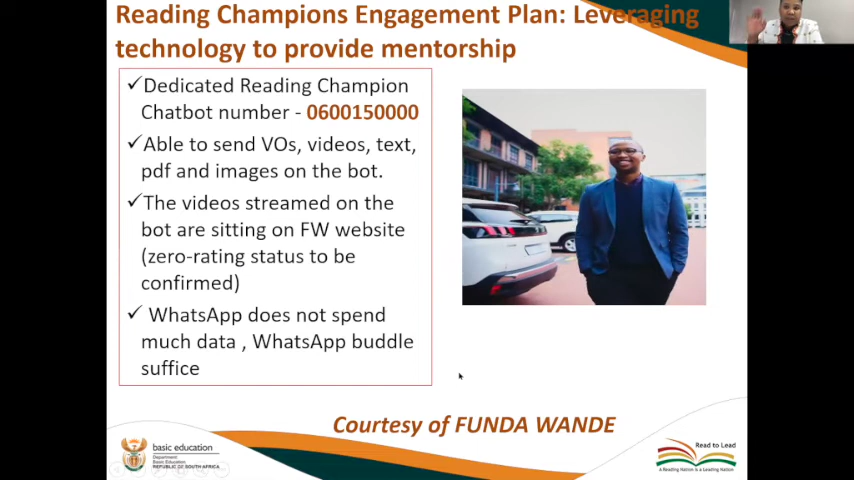 Reading Champions Engagement Plan: Leveraging
technology to provide mentorship
✓Dedicated Reading Champion
Chatbot number - 0600150000
✓Able to send VOs, videos, text,
pdf and images on the bot.
✓The videos streamed on the
bot are sitting on FW website
(zero-rating status to be
confirmed)
✓ WhatsApp does not spend
much data , WhatsApp buddle
suffice
Courtesy of FUNDA WANDE
basic education
Department:
Basic Education
REPUBLIC OF SOUTH AFRICA
Read to Lead
A Reading Nation is a Leading Nation